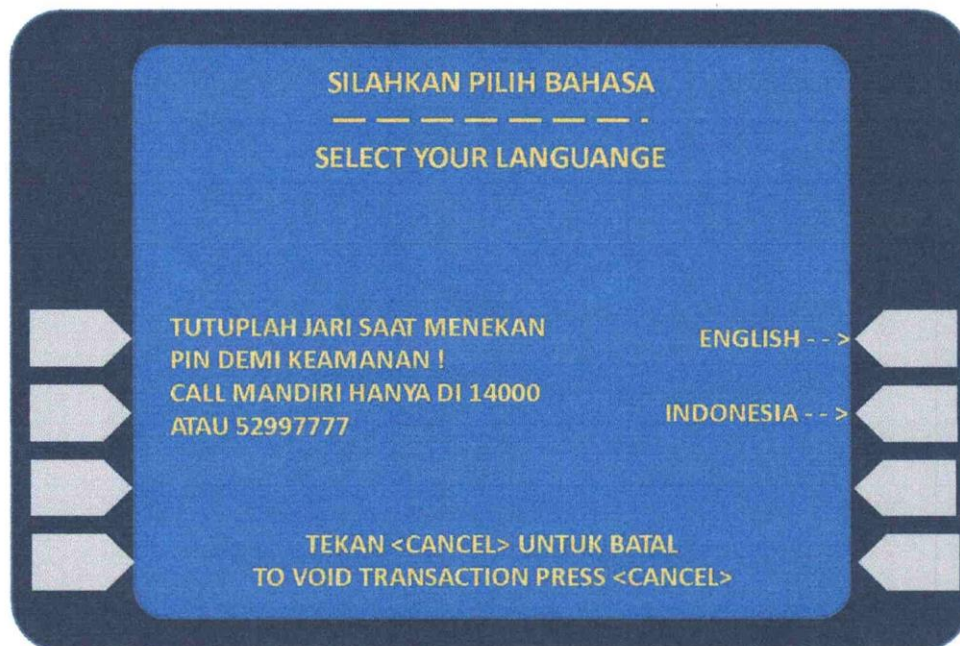 SILAHKAN PILIH BAHASA
— — — — — — — -
SELECT YOUR LANGUANGE
TUTUPLAH JARI SAAT MENEKAN
PIN DEMI KEAMANAN !
CALL MANDIRI HANYA DI 14000
ATAU 52997777
ENGLISH - - >
INDONESIA - - >
TEKAN <CANCEL> UNTUK BATAL
TO VOID TRANSACTION PRESS <CANCEL>